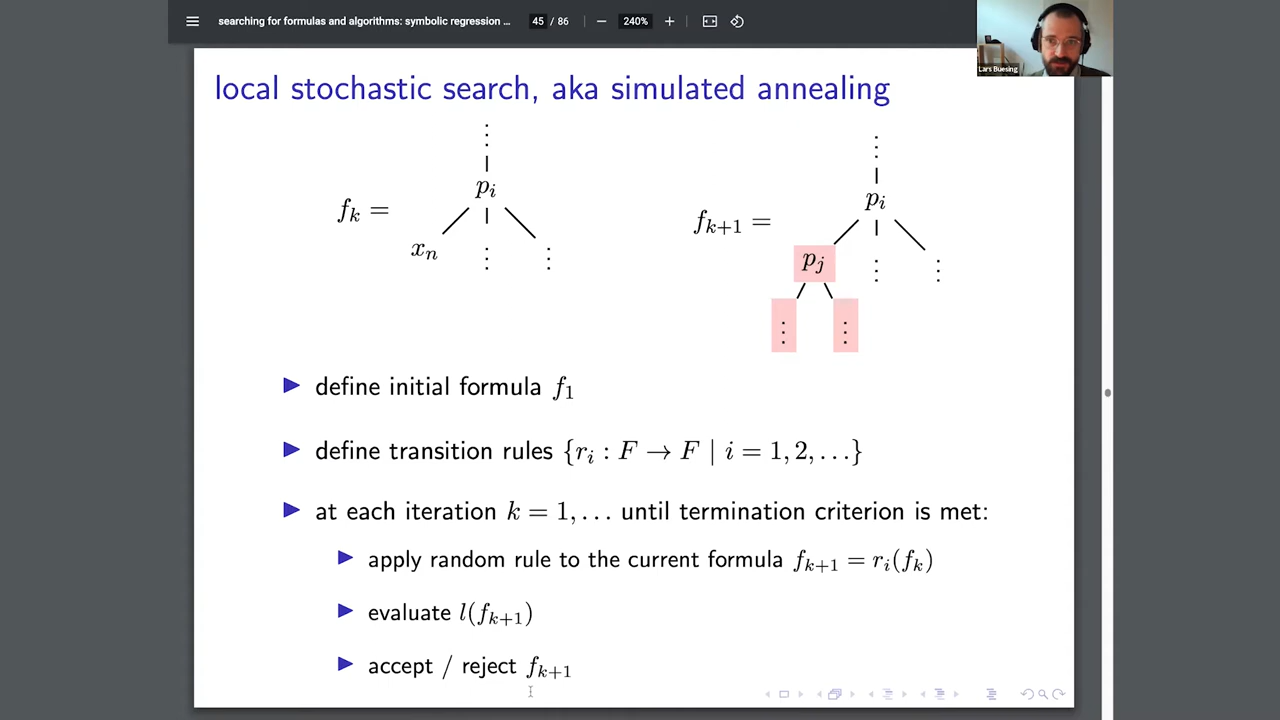 searching for formulas and algorithms: symbolic regression ...
45 / 86
240%
Lars Buesing
local stochastic search, aka simulated annealing
f_k =
p_i
x_n
⋮
f_{k+1} =
p_i
p_j
⋮
define initial formula f_1
define transition rules {r_i : F → F | i = 1, 2, . . .}
at each iteration k = 1, . . . until termination criterion is met:
apply random rule to the current formula f_{k+1} = r_i(f_k)
evaluate l(f_{k+1})
accept / reject f_{k+1}